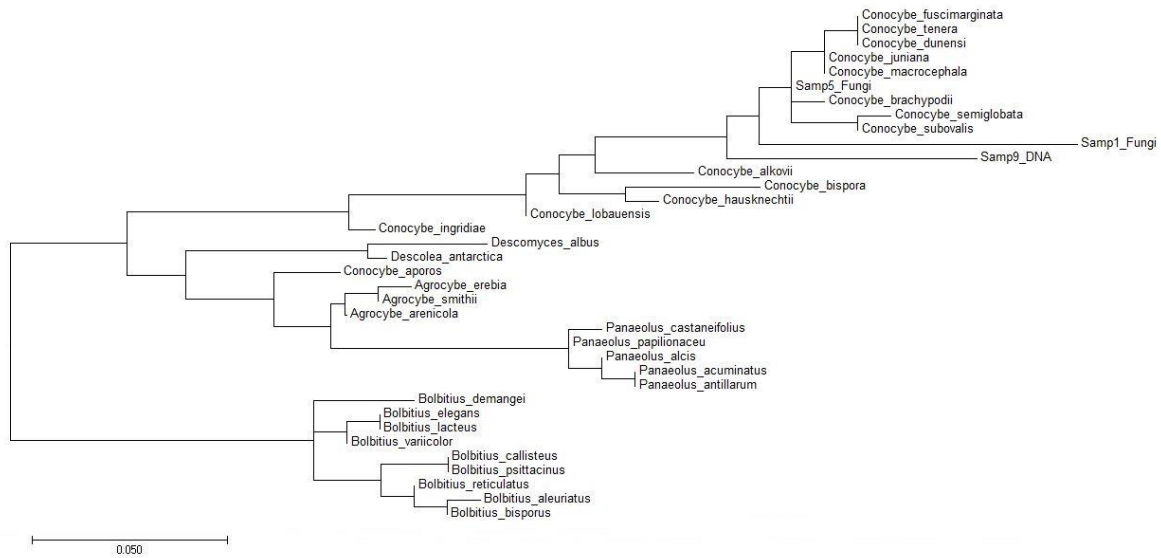 Conocybe_fuscimarginata
Conocybe_tenera
Conocybe_dunensi
Conocybe_juniana
Conocybe_macrocephala
Samp5_Fungi
Conocybe_brachypodii
Conocybe_semiglobata
Conocybe_subovalis
Samp1_Fungi
Samp9_DNA
Conocybe_alkovii
Conocybe_bispora
Conocybe_hausknechtii
Conocybe_lobauensis
Conocybe_ingridiae
Descomyces_albus
Descolea_antarctica
Conocybe_aporos
Agrocybe_erebia
Agrocybe_smithii
Agrocybe_arenicola
Panaeolus_castaneifolius
Panaeolus_papilionaceu
Panaeolus_alcis
Panaeolus_acuminatus
Panaeolus_antillarum
Bolbitius_demangei
Bolbitius_elegans
Bolbitius_lacteus
Bolbitius_variicolor
Bolbitius_callisteus
Bolbitius_psittacinus
Bolbitius_reticulatus
Bolbitius_aleuriatus
Bolbitius_bisporus
0.050